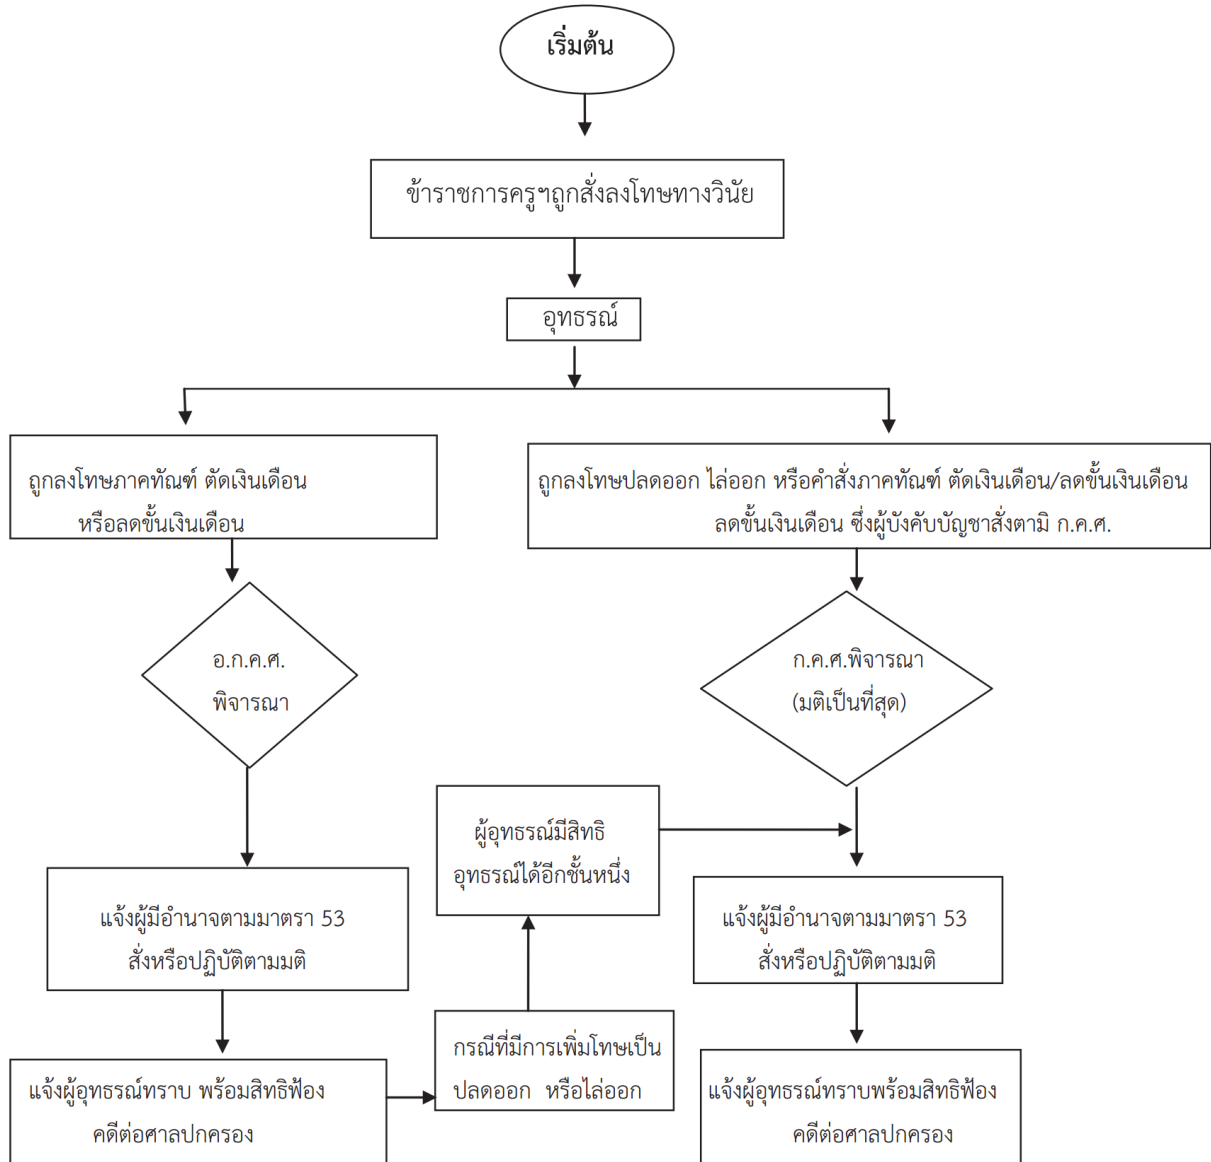 เริ่มต้น
ข้าราชการครูฯถูกสั่งลงโทษทางวินัย
อุทธรณ์
ถูกลงโทษภาคทัณฑ์ ตัดเงินเดือน
หรือลดขั้นเงินเดือน
ถูกลงโทษปลดออก ไล่ออก หรือคำสั่งภาคทัณฑ์ ตัดเงินเดือน/ลดขั้นเงินเดือน
ลดขั้นเงินเดือน ซึ่งผู้บังคับบัญชาสั่งตามิ ก.ค.ศ.
อ.ก.ค.ศ.
พิจารณา
ก.ค.ศ.พิจารณา
(มติเป็นที่สุด)
ผู้อุทธรณ์มีสิทธิ
อุทธรณ์ได้อีกชั้นหนึ่ง
แจ้งผู้มีอำนาจตามมาตรา 53
สั่งหรือปฏิบัติตามมติ
แจ้งผู้มีอำนาจตามมาตรา 53
สั่งหรือปฏิบัติตามมติ
กรณีที่มีการเพิ่มโทษเป็น
ปลดออก หรือไล่ออก
แจ้งผู้อุทธรณ์ทราบ พร้อมสิทธิฟ้อง
คดีต่อศาลปกครอง
แจ้งผู้อุทธรณ์ทราบพร้อมสิทธิฟ้อง
คดีต่อศาลปกครอง